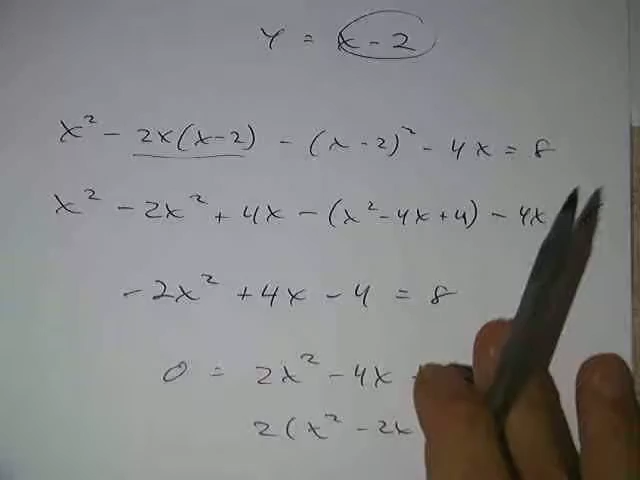 y = x - 2
x² - 2x(x-2) - (x-2)² - 4x = 8
x² - 2x² + 4x - (x² - 4x + 4) - 4x
-2x² + 4x - 4 = 8
0 = 2x² - 4x
2(x² - 2x